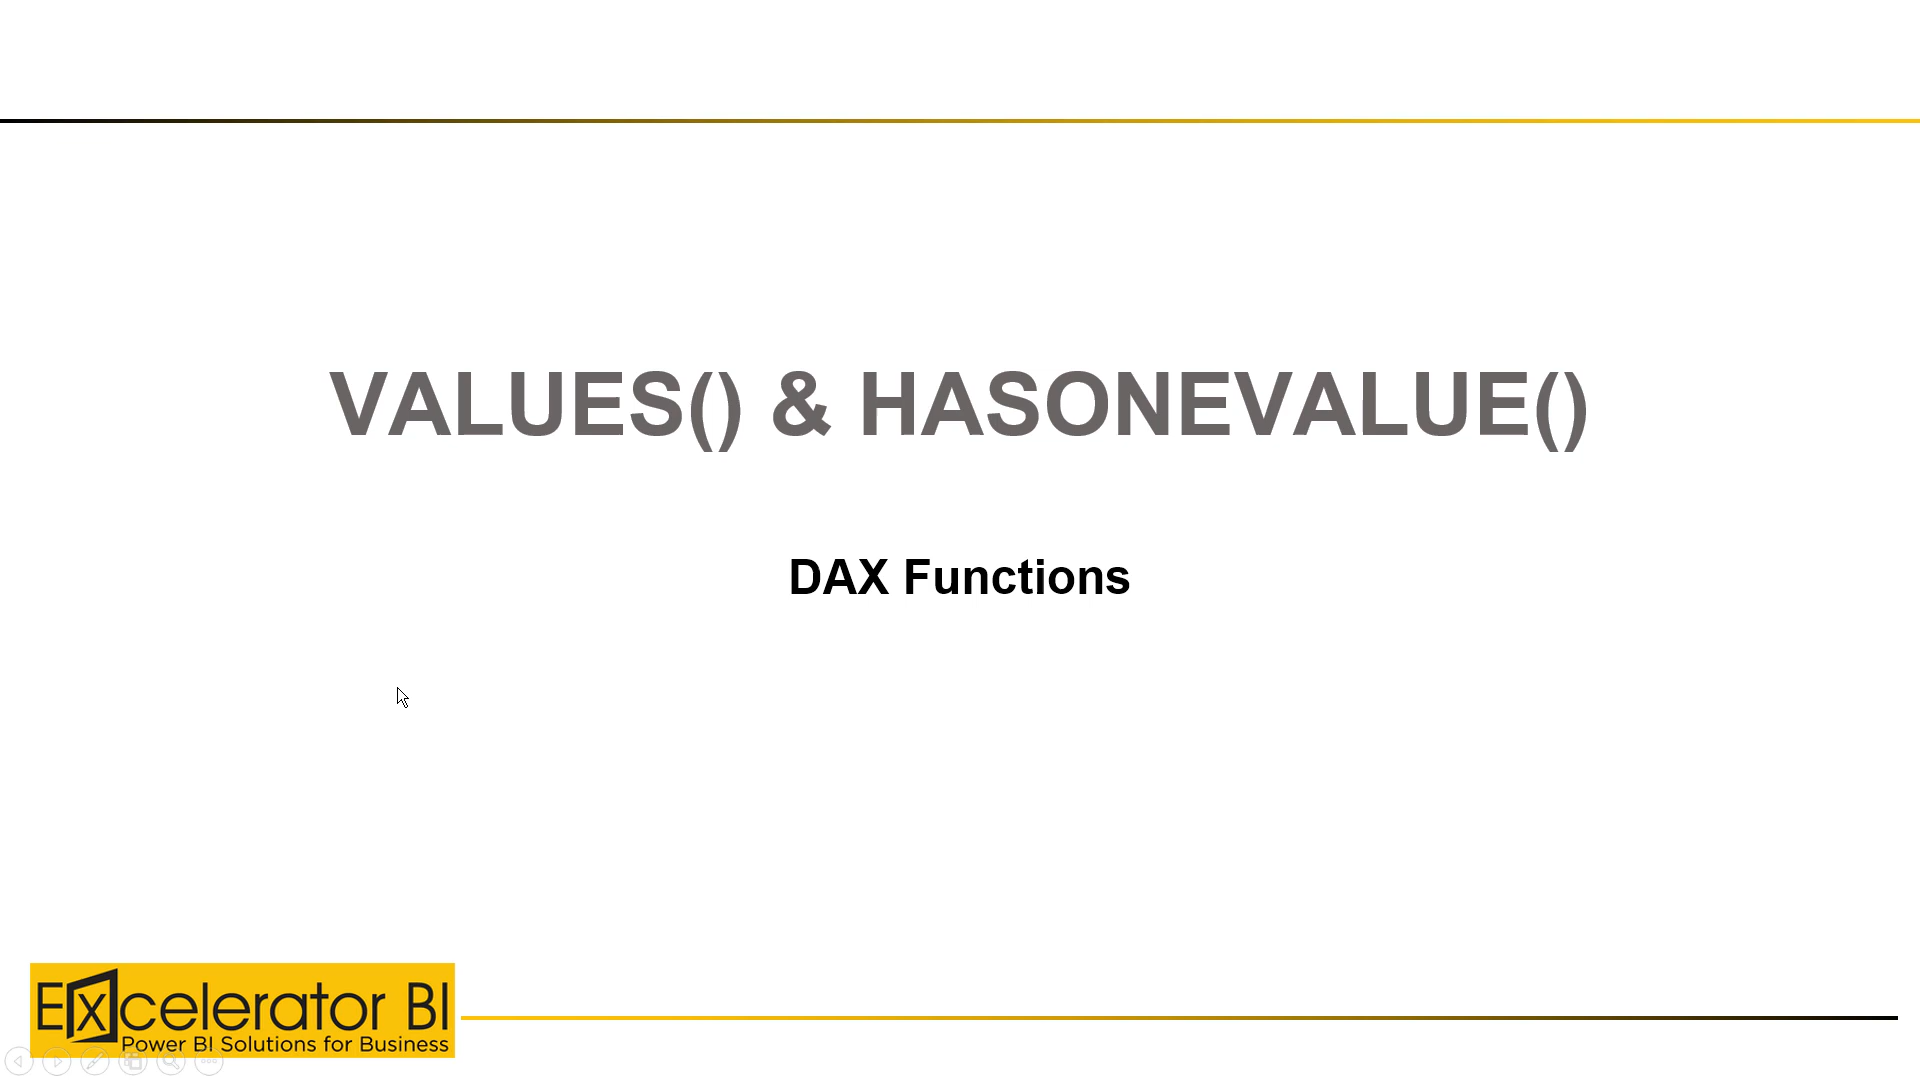 VALUES() & HASONEVALUE()
DAX Functions
Excelerator BI
Power BI Solutions for Business